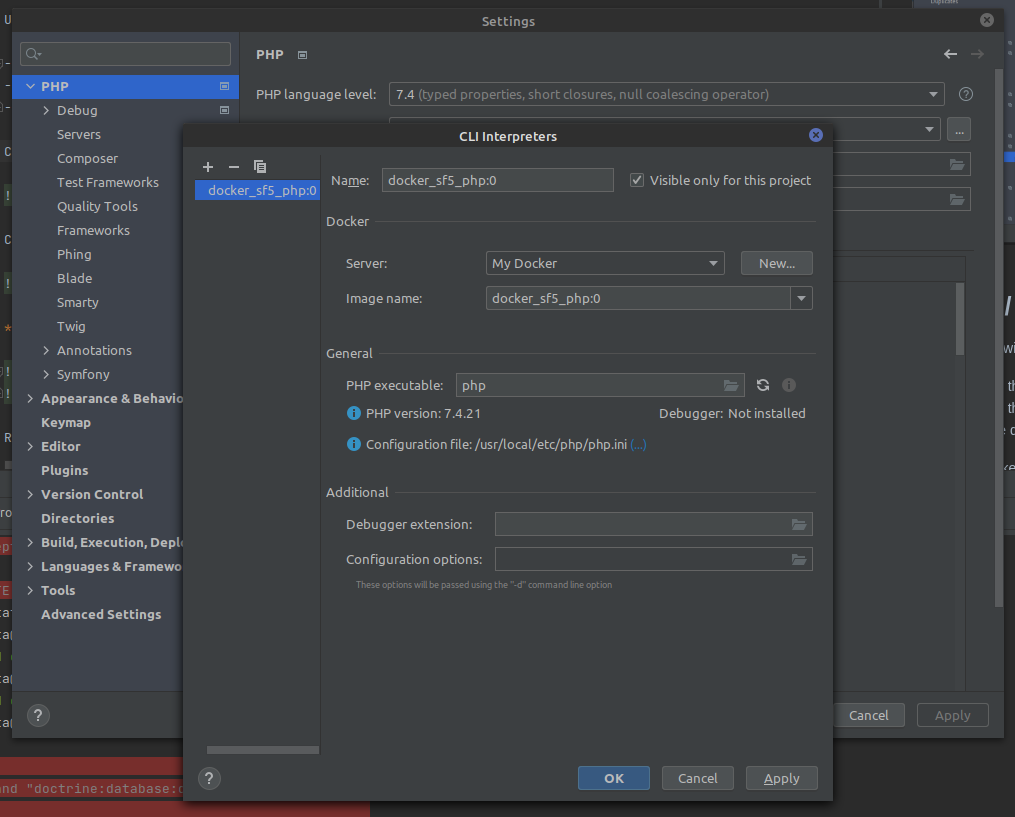 Settings
PHP
PHP language level: 7.4 (typed properties, short closures, null coalescing operator)
...
PHP
Debug
Servers
Composer
Test Frameworks
Quality Tools
Frameworks
Phing
Blade
Smarty
Twig
Annotations
Symfony
Appearance & Behavio
Keymap
Editor
Plugins
Version Control
Directories
Build, Execution, Deplo
Languages & Framewo
Tools
Advanced Settings
?
Cancel
Apply
CLI Interpreters
docker_sf5_php:0
Name: docker_sf5_php:0 Visible only for this project
Docker
Server: My Docker New...
Image name: docker_sf5_php:0
General
PHP executable: php
PHP version: 7.4.21 Debugger: Not installed
Configuration file: /usr/local/etc/php/php.ini (...)
Additional
Debugger extension:
Configuration options:
These options will be passed using the "-d" command line option
?
OK
Cancel
Apply
and "doctrine:database: